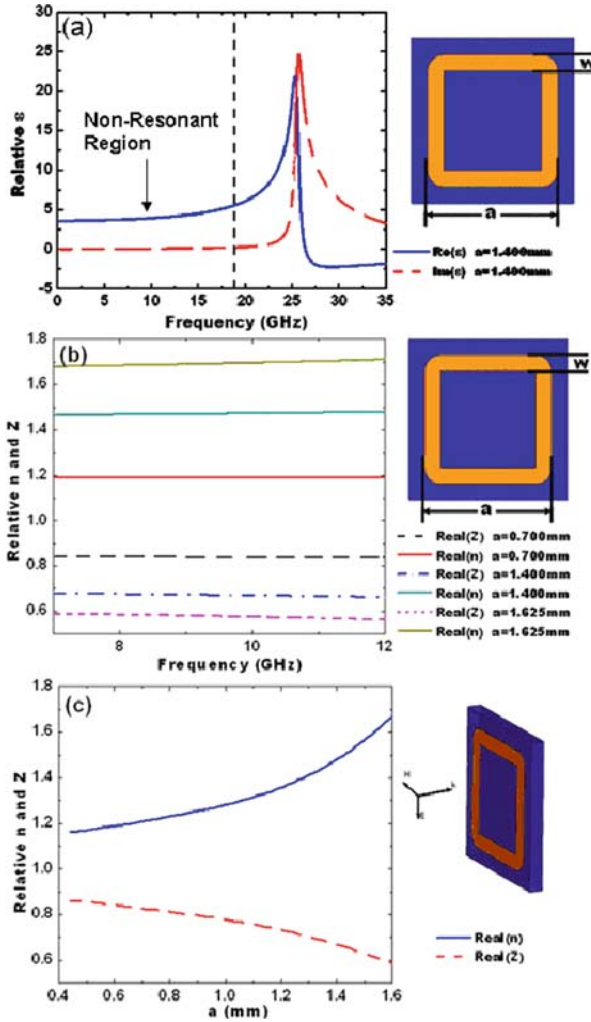 (a)
30
25
20
15
10
5
0
-5
Relative ε
Non-Resonant
Region
0 5 10 15 20 25 30 35
Frequency (GHz)
w
a
Re(ε) a=1.400mm
Im(ε) a=1.400mm
(b)
1.8
1.6
1.4
1.2
1.0
0.8
0.6
Relative n and Z
8 10 12
Frequency (GHz)
w
a
Real(Z) a=0.700mm
Real(n) a=0.700mm
Real(Z) a=1.400mm
Real(n) a=1.400mm
Real(Z) a=1.625mm
Real(n) a=1.625mm
(c)
1.8
1.6
1.4
1.2
1.0
0.8
0.6
Relative n and Z
0.4 0.6 0.8 1.0 1.2 1.4 1.6
a (mm)
H
k
E
Real(n)
Real(Z)